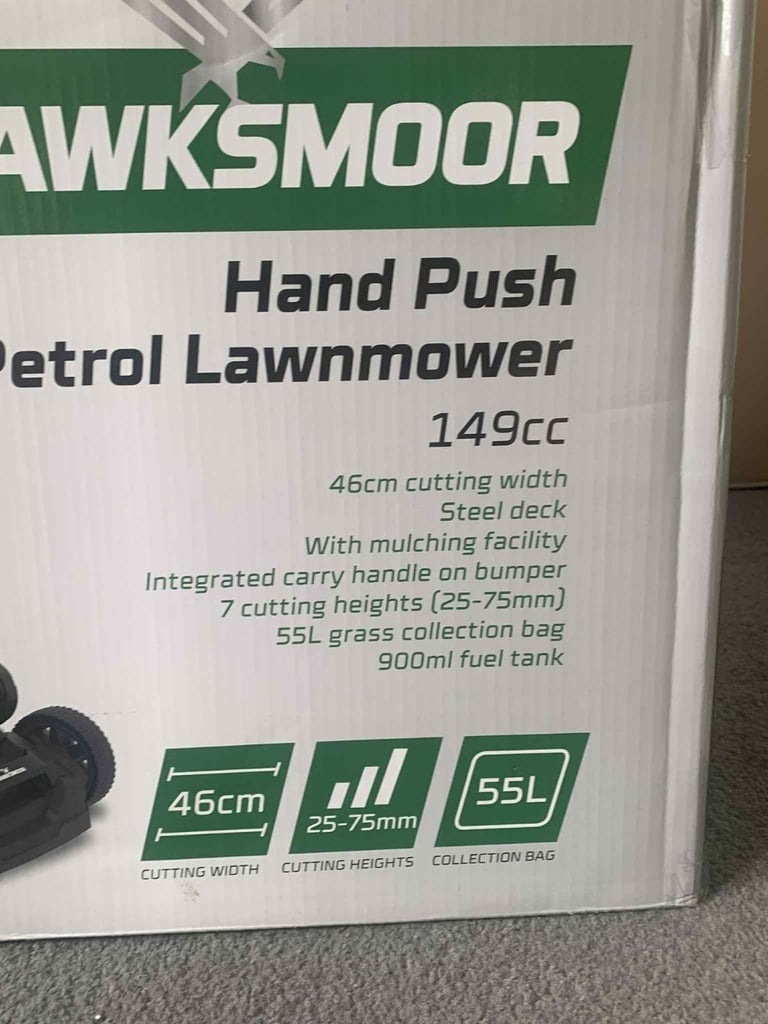 AWKSMOOR
Hand Push
Petrol Lawnmower
149cc
46cm cutting width
Steel deck
With mulching facility
Integrated carry handle on bumper
7 cutting heights (25-75mm)
55L grass collection bag
900ml fuel tank
46cm
CUTTING WIDTH
25-75mm
CUTTING HEIGHTS
55L
COLLECTION BAG